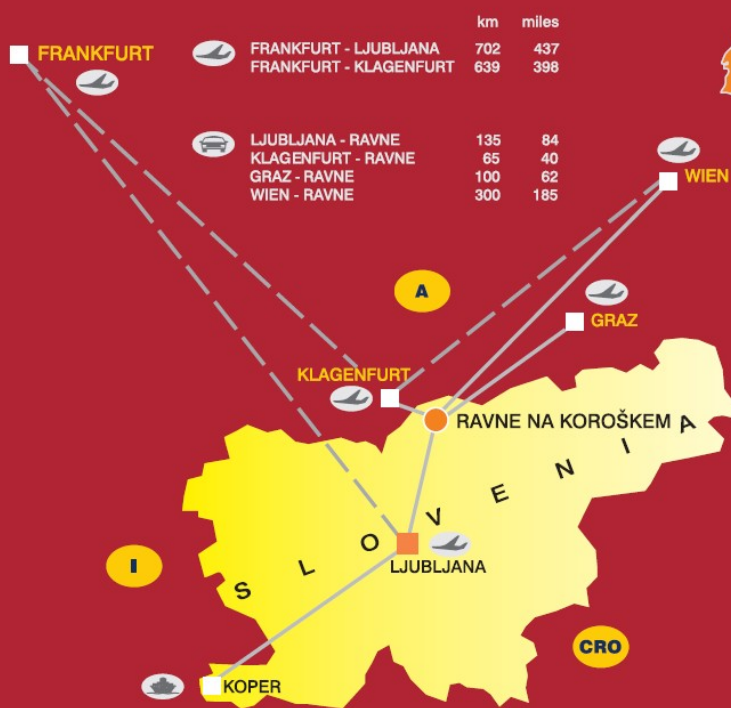 km miles
FRANKFURT
FRANKFURT - LJUBLJANA 702 437
FRANKFURT - KLAGENFURT 639 398
LJUBLJANA - RAVNE 135 84
KLAGENFURT - RAVNE 65 40
GRAZ - RAVNE 100 62
WIEN - RAVNE 300 185
WIEN
A
GRAZ
KLAGENFURT
RAVNE NA KOROŠKEM
SLOVENIA
LJUBLJANA
I
CRO
KOPER